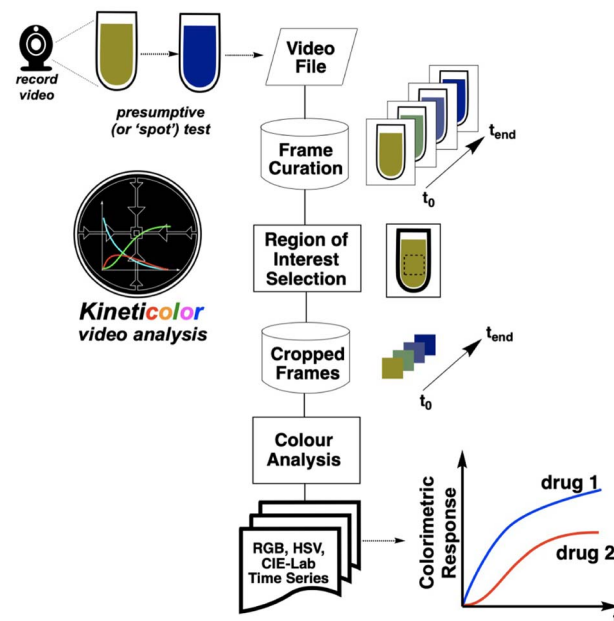 record
video
presumptive
(or ‘spot’) test
Video
File
Frame
Curation
t0
tend
Kineticolor
video analysis
Region of
Interest
Selection
Cropped
Frames
t0
tend
Colour
Analysis
RGB, HSV,
CIE-Lab
Time Series
Colorimetric
Response
drug 1
drug 2